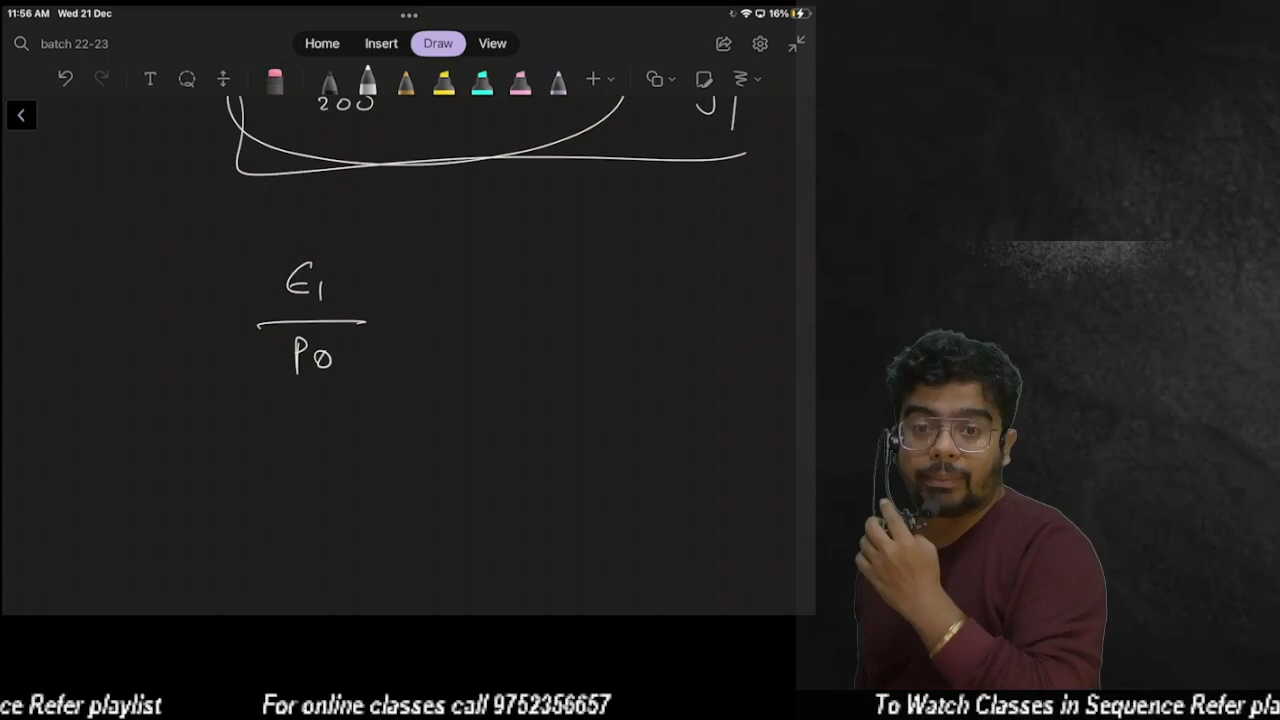 11:56 AM Wed 21 Dec
16%
batch 22-23
Home Insert Draw View
T
200
E1
P0
ce Refer playlist For online classes call 9752356657 To Watch Classes in Sequence Refer pla